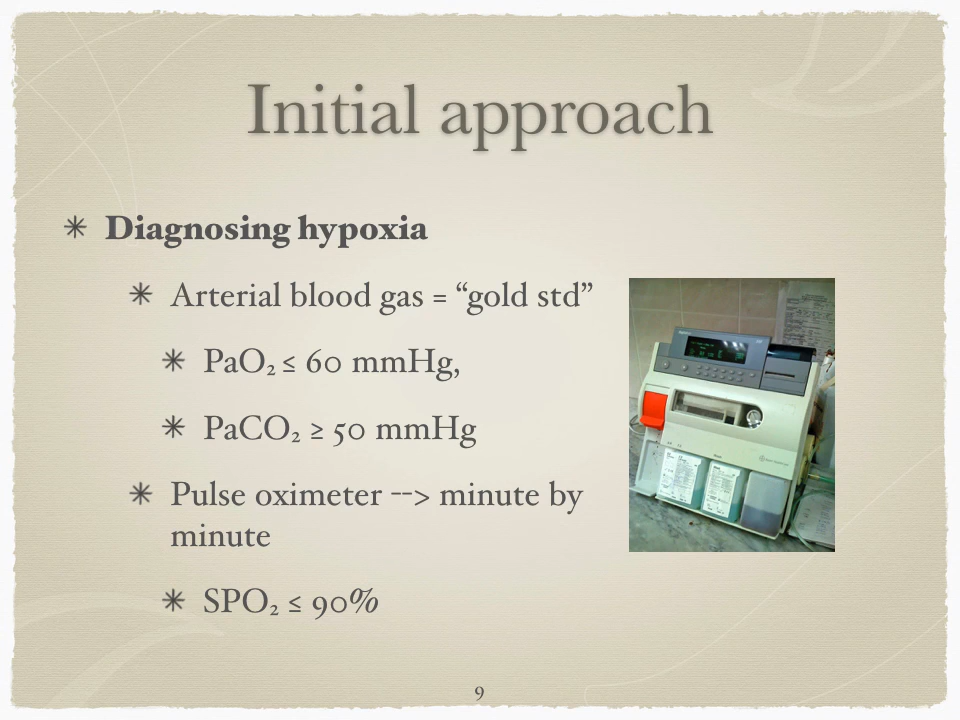 Initial approach
Diagnosing hypoxia
Arterial blood gas = “gold std”
PaO₂ ≤ 60 mmHg,
PaCO₂ ≥ 50 mmHg
Pulse oximeter --> minute by
minute
SPO₂ ≤ 90%
9